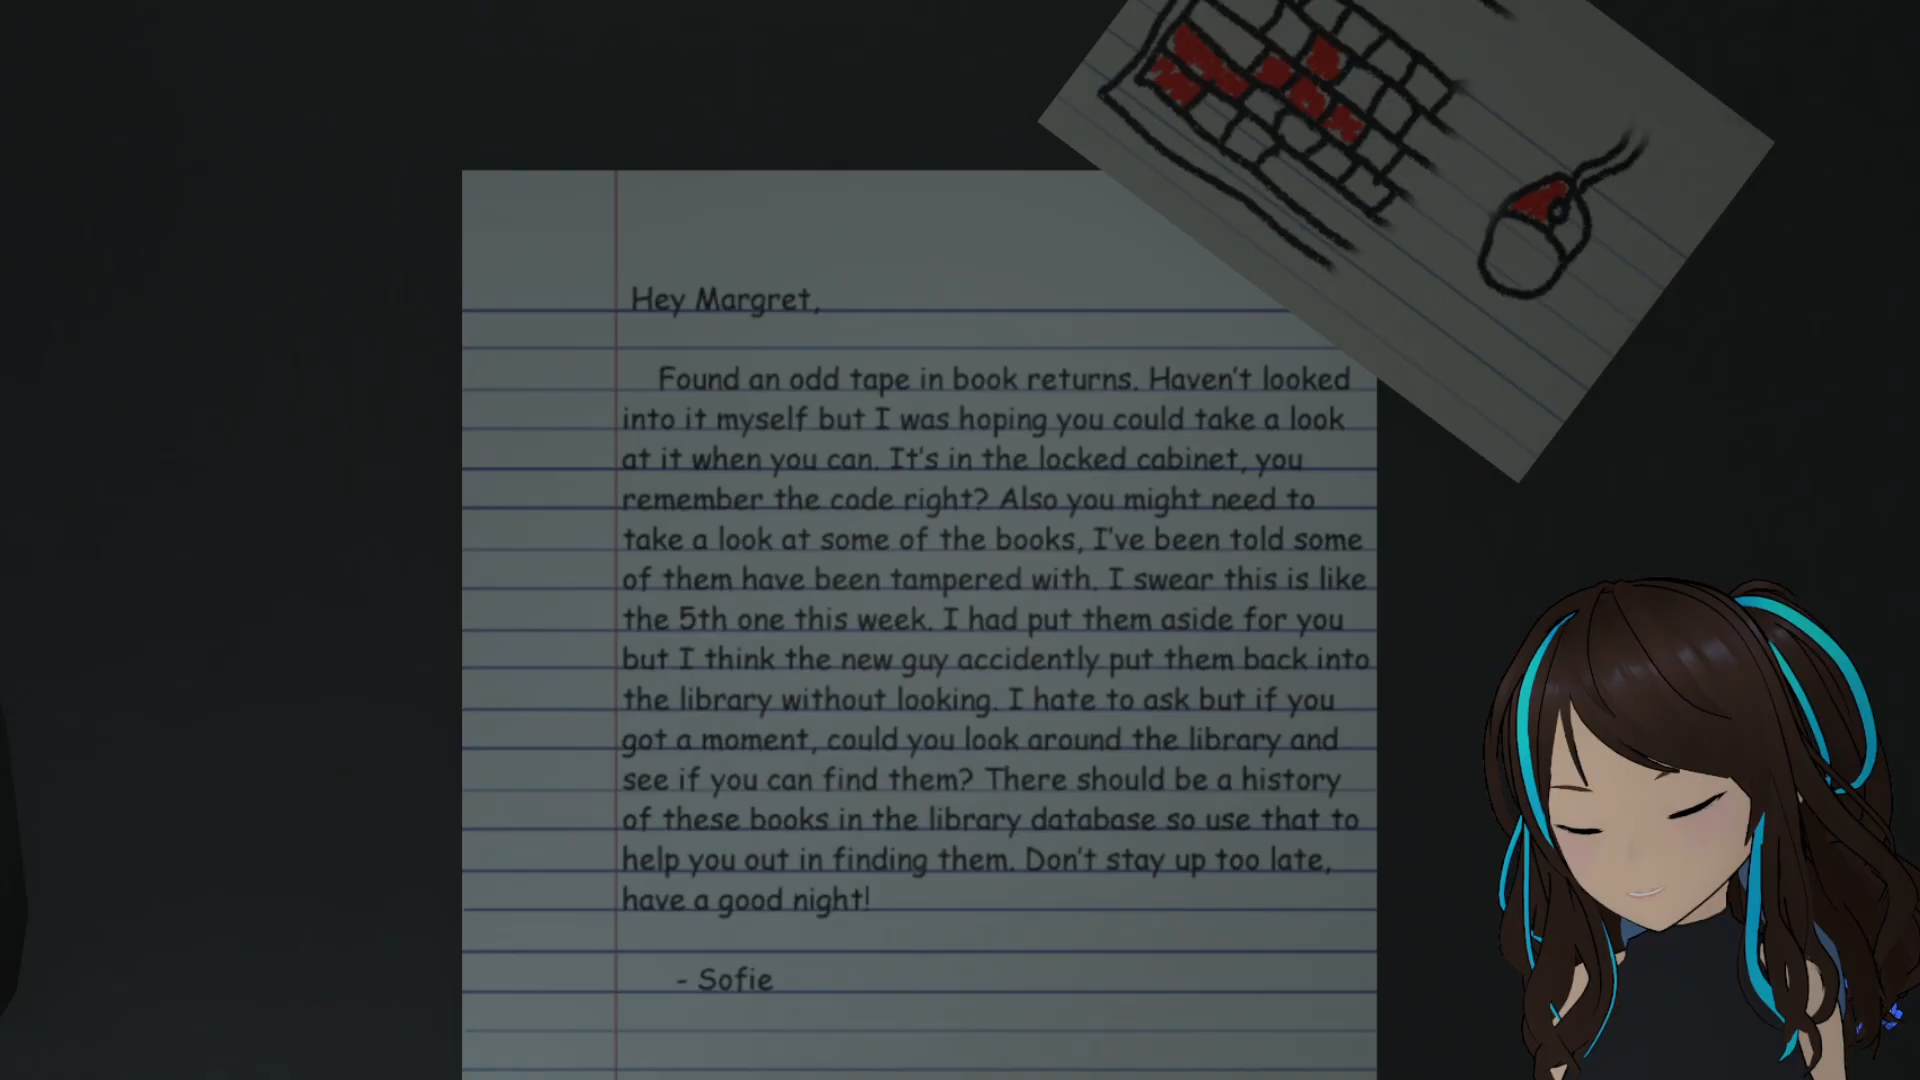 Hey Margret,
Found an odd tape in book returns. Haven't looked
into it myself but I was hoping you could take a look
at it when you can. It's in the locked cabinet, you
remember the code right? Also you might need to
take a look at some of the books, I've been told some
of them have been tampered with. I swear this is like
the 5th one this week. I had put them aside for you
but I think the new guy accidently put them back into
the library without looking. I hate to ask but if you
got a moment, could you look around the library and
see if you can find them? There should be a history
of these books in the library database so use that to
help you out in finding them. Don't stay up too late,
have a good night!
- Sofie